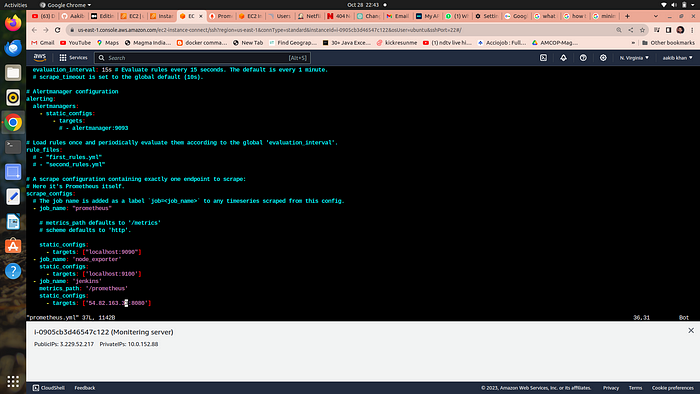 Activities
Google Chrome
Oct 28 22:43
(63) D
Aakib
Editin
EC2 |
EC
Prom
EC2 I
User
Netfl
404 N
Chan
Email
My A
(1) W
Settin
Goog
what
how l
minin
us-east-1.console.aws.amazon.com/ec2-instance-connect/ssh?region=us-east-1&connType=standard&instanceId=i-0905cb3d46547c122&osUser=ubuntu&sshPort=22#/
Gmail
YouTube
Maps
Magma India...
docker comma...
New Tab
Find Geograp...
30+ Java Exce...
kickresunme
(1) ndtv live hi...
AccioJob : Full...
AMCDP-Mag...
Other bookmarks
aws
Services
Search
[Alt+S]
N. Virginia
aakib khan
evaluation_interval: 15s # Evaluate rules every 15 seconds. The default is every 1 minute.
# scrape_timeout is set to the global default (10s).
# Alertmanager configuration
alerting:
alertmanagers:
- static_configs:
- targets:
# - alertmanager:9093
# Load rules once and periodically evaluate them according to the global 'evaluation_interval'.
rule_files:
# - "first_rules.yml"
# - "second_rules.yml"
# A scrape configuration containing exactly one endpoint to scrape:
# Here it's Prometheus itself.
scrape_configs:
# The job name is added as a label `job=<job_name>` to any timeseries scraped from this config.
- job_name: "prometheus"
# metrics_path defaults to '/metrics'
# scheme defaults to 'http'.
static_configs:
- targets: ["localhost:9090"]
- job_name: "node_exporter"
static_configs:
- targets: ['localhost:9100']
- job_name: 'jenkins'
metrics_path: '/prometheus'
static_configs:
- targets: ['54.82.163.3:8080']
"prometheus.yml" 37L, 1142B
36,31
Bot
i-0905cb3d46547c122 (Monitering server)
PublicIPs: 3.229.52.217 PrivateIPs: 10.0.152.88
CloudShell
Feedback
© 2023, Amazon Web Services, Inc. or its affiliates.
Privacy
Terms
Cookie preferences